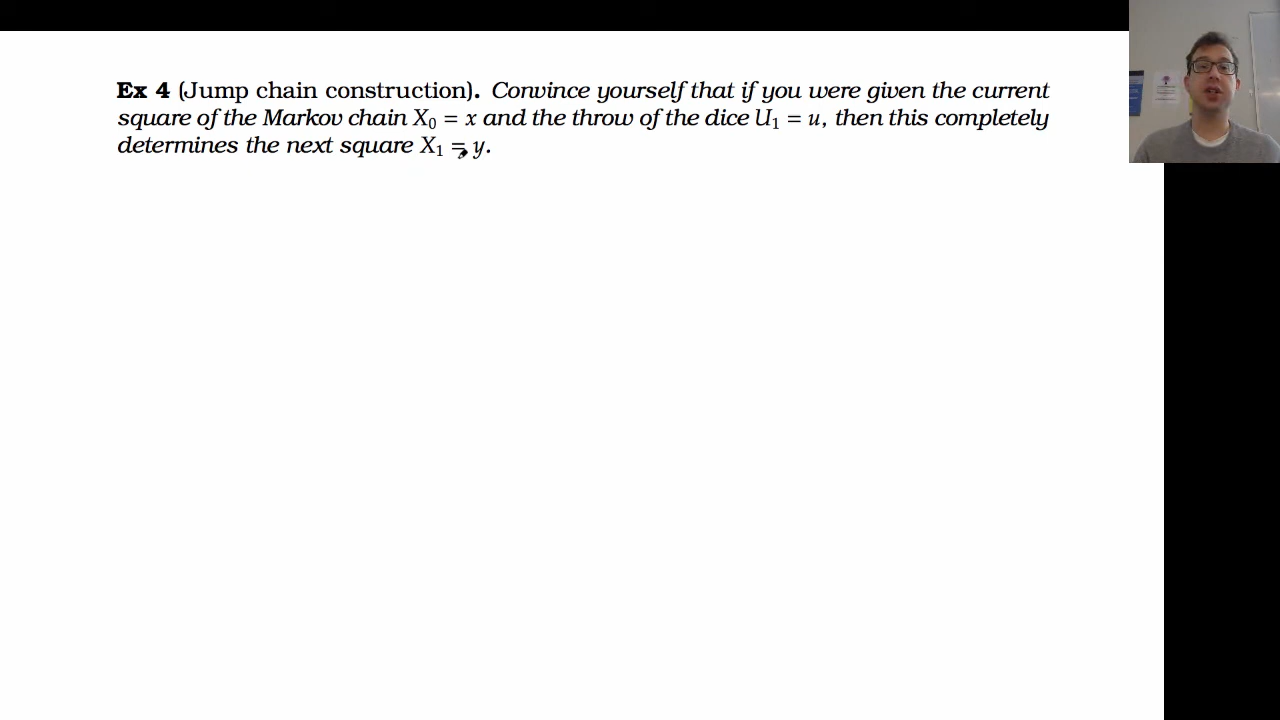 Ex 4 (Jump chain construction). Convince yourself that if you were given the current
square of the Markov chain X₀ = x and the throw of the dice U₁ = u, then this completely
determines the next square X₁ = y.